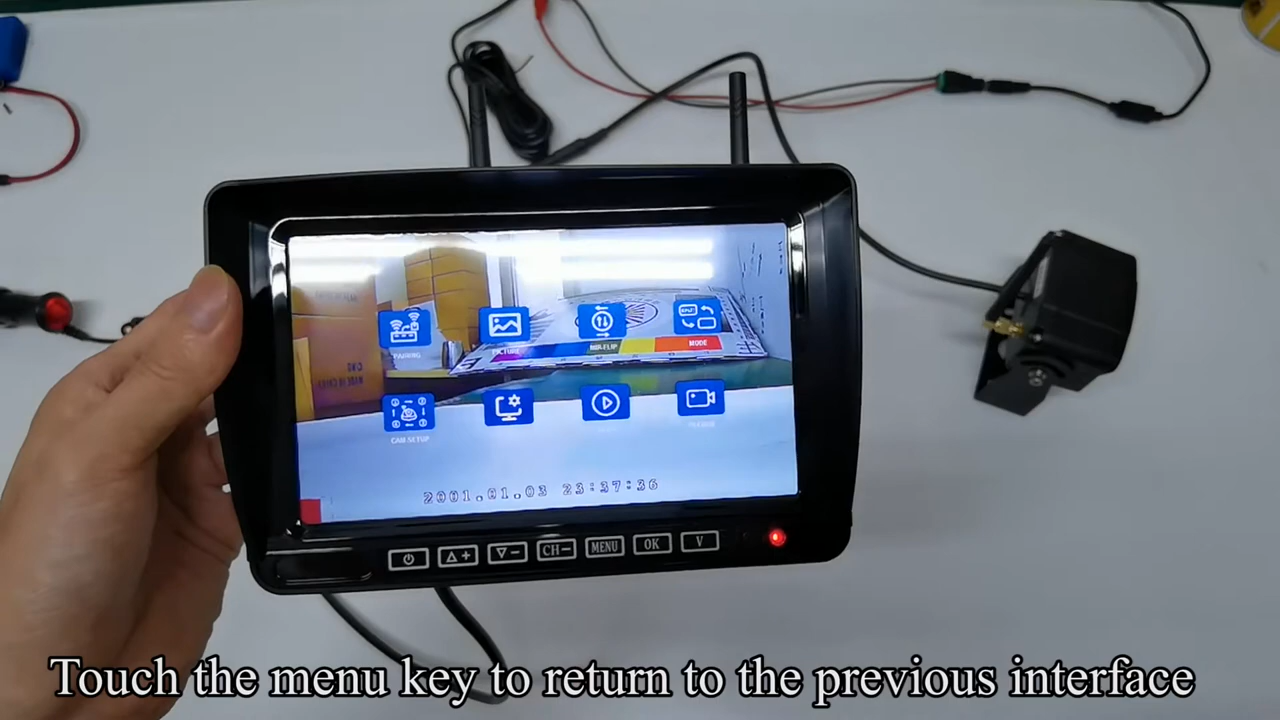 PAIRING
PICTURE
MIR-FLIP
MODE
CAM-SETUP
2001.01.03 23:37:36
CH−
MENU
OK
V
Touch the menu key to return to the previous interface